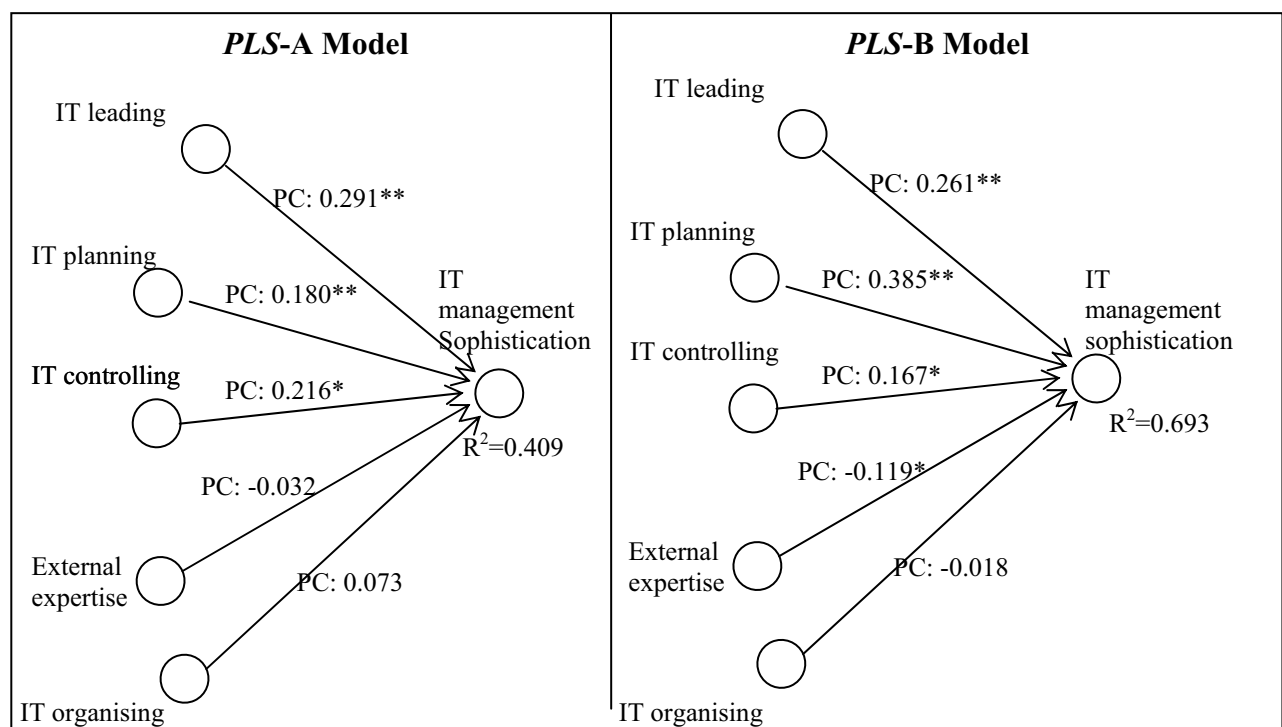 PLS-A Model
IT leading
PC: 0.291**
IT planning
PC: 0.180**
IT
management
Sophistication
IT controlling
PC: 0.216*
R²=0.409
PC: -0.032
External
expertise
PC: 0.073
IT organising
PLS-B Model
IT leading
PC: 0.261**
IT planning
PC: 0.385**
IT
management
sophistication
IT controlling
PC: 0.167*
R²=0.693
PC: -0.119*
External
expertise
PC: -0.018
IT organising